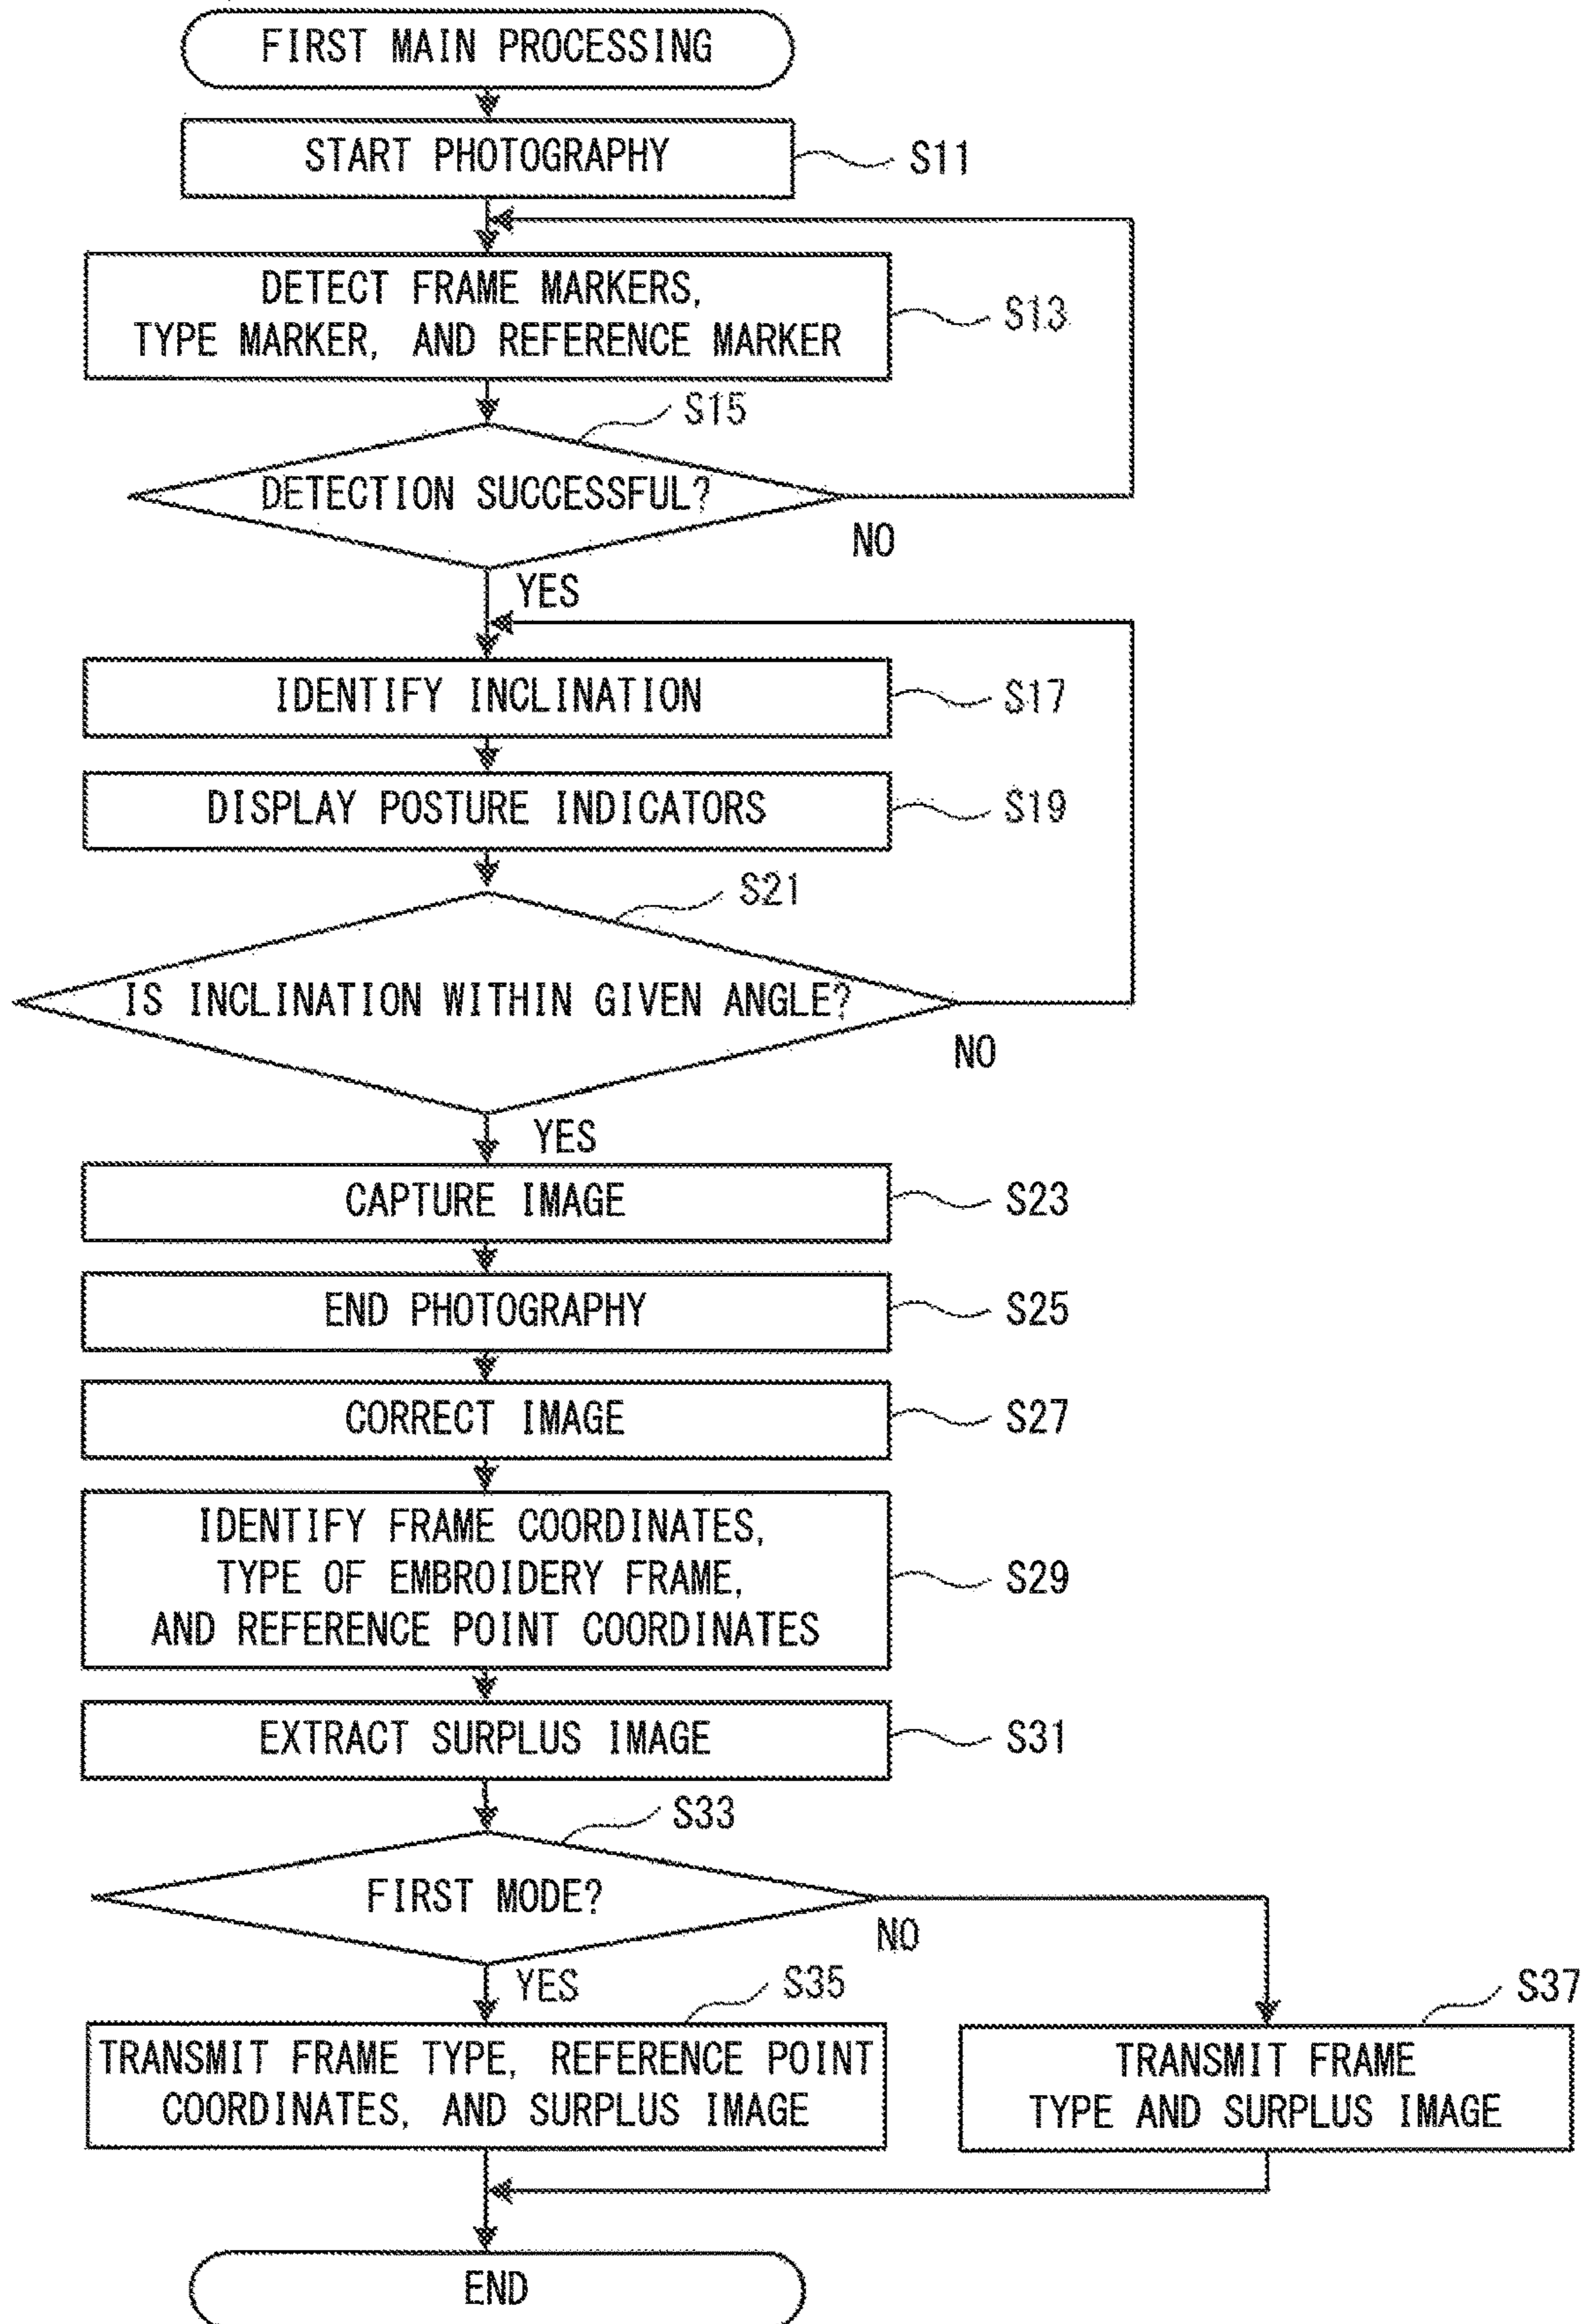 FIRST MAIN PROCESSING
START PHOTOGRAPHY
S11
DETECT FRAME MARKERS,
TYPE MARKER, AND REFERENCE MARKER
S13
S15
DETECTION SUCCESSFUL?
NO
YES
IDENTIFY INCLINATION
S17
DISPLAY POSTURE INDICATORS
S19
S21
IS INCLINATION WITHIN GIVEN ANGLE?
NO
YES
CAPTURE IMAGE
S23
END PHOTOGRAPHY
S25
CORRECT IMAGE
S27
IDENTIFY FRAME COORDINATES,
TYPE OF EMBROIDERY FRAME,
AND REFERENCE POINT COORDINATES
S29
EXTRACT SURPLUS IMAGE
S31
S33
FIRST MODE?
NO
YES
S35
S37
TRANSMIT FRAME TYPE, REFERENCE POINT
COORDINATES, AND SURPLUS IMAGE
TRANSMIT FRAME
TYPE AND SURPLUS IMAGE
END